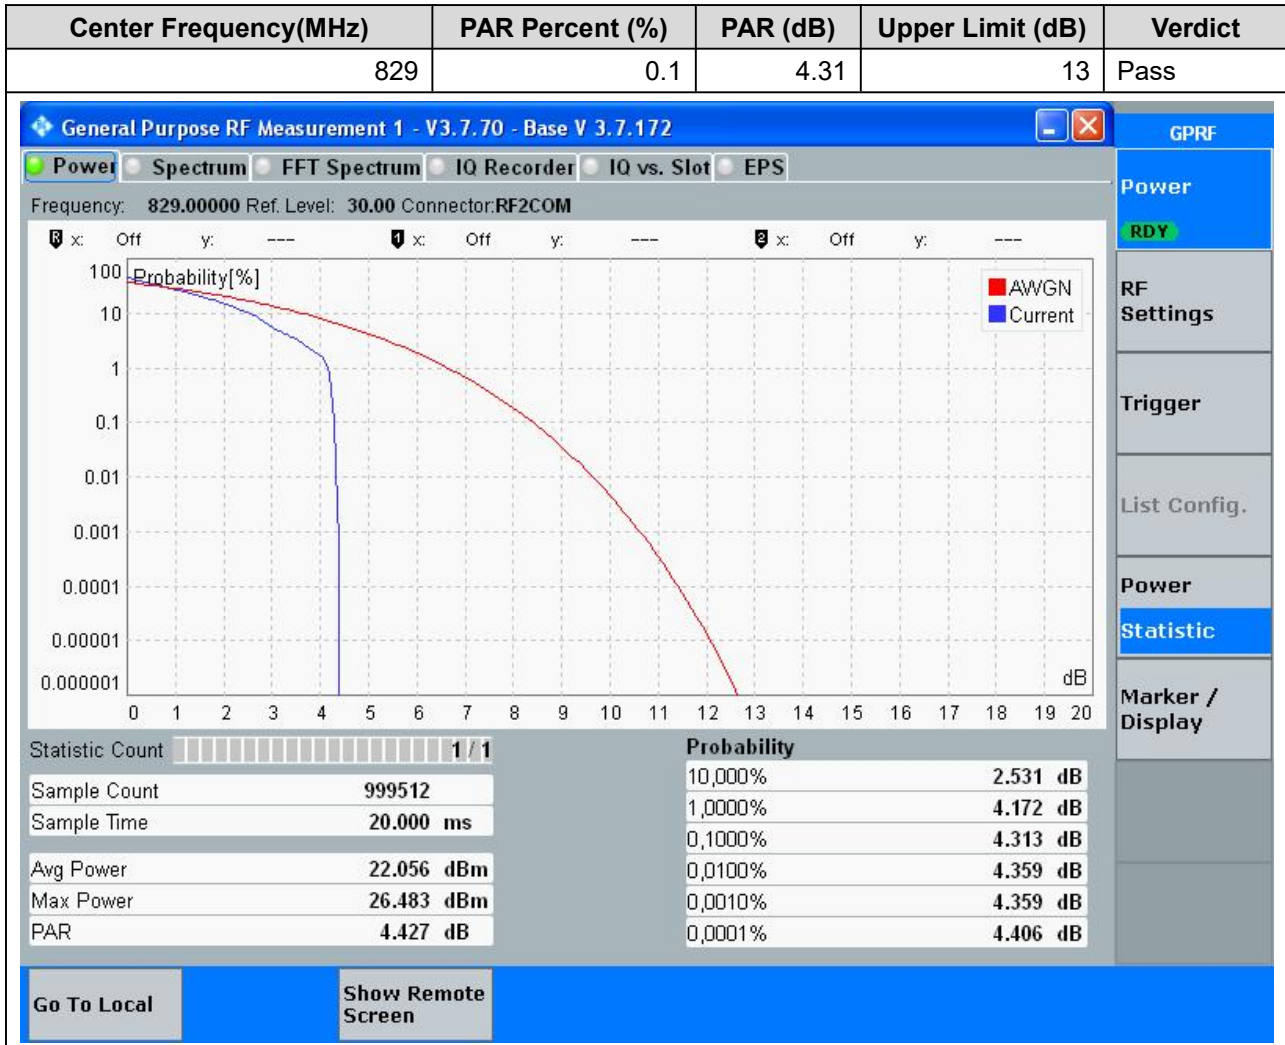 Center Frequency(MHz) PAR Percent (%) PAR (dB) Upper Limit (dB) Verdict
829 0.1 4.31 13 Pass
General Purpose RF Measurement 1 - V3.7.70 - Base V 3.7.172
GPRF
Power Spectrum FFT Spectrum IQ Recorder IQ vs. Slot EPS
Frequency: 829.00000 Ref. Level: 30.00 Connector:RF2COM
R x: Off y: --- 1 x: Off y: --- 2 x: Off y: ---
Probability[%]
AWGN
Current
100
10
1
0.1
0.01
0.001
0.0001
0.00001
0.000001
dB
0 1 2 3 4 5 6 7 8 9 10 11 12 13 14 15 16 17 18 19 20
Statistic Count 1 / 1
Sample Count 999512
Sample Time 20.000 ms
Avg Power 22.056 dBm
Max Power 26.483 dBm
PAR 4.427 dB
Probability
10,000% 2.531 dB
1,0000% 4.172 dB
0,1000% 4.313 dB
0,0100% 4.359 dB
0,0010% 4.359 dB
0,0001% 4.406 dB
Power
RDY
RF
Settings
Trigger
List Config.
Power
Statistic
Marker /
Display
Go To Local
Show Remote
Screen